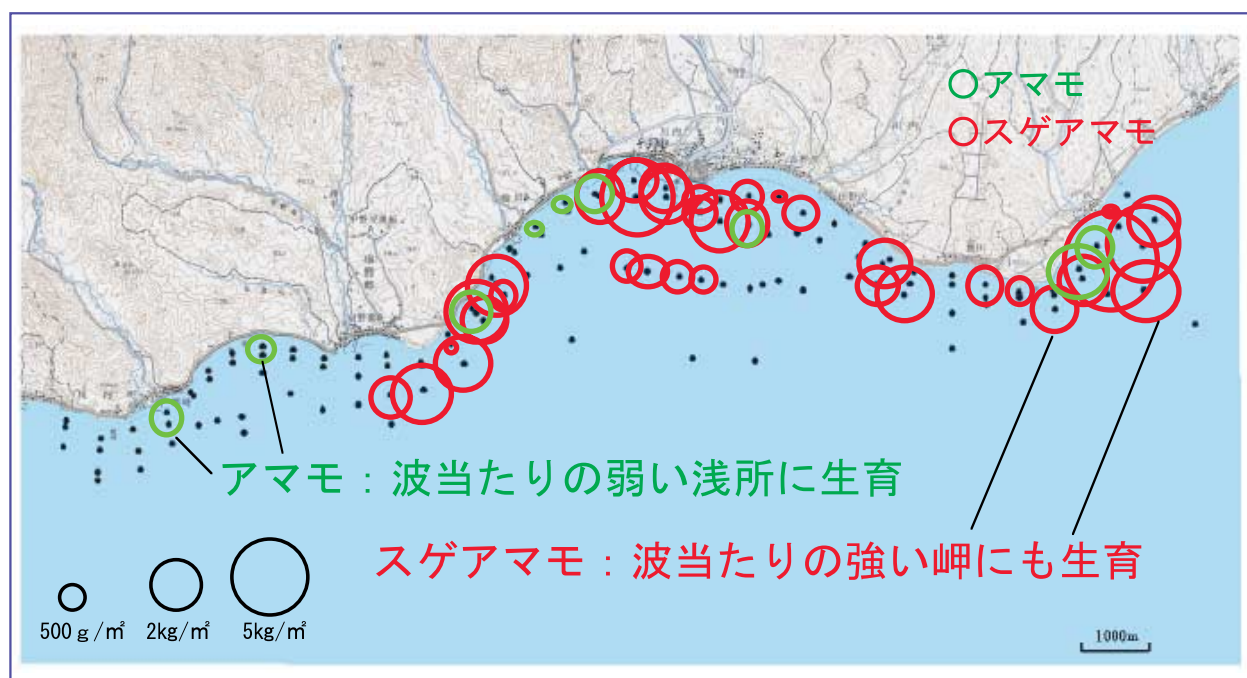 ○アマモ
○スゲアマモ
アマモ：波当たりの弱い浅所に生育
スゲアマモ：波当たりの強い岬にも生育
500ｇ/㎡ 2kg/㎡ 5kg/㎡
1000m